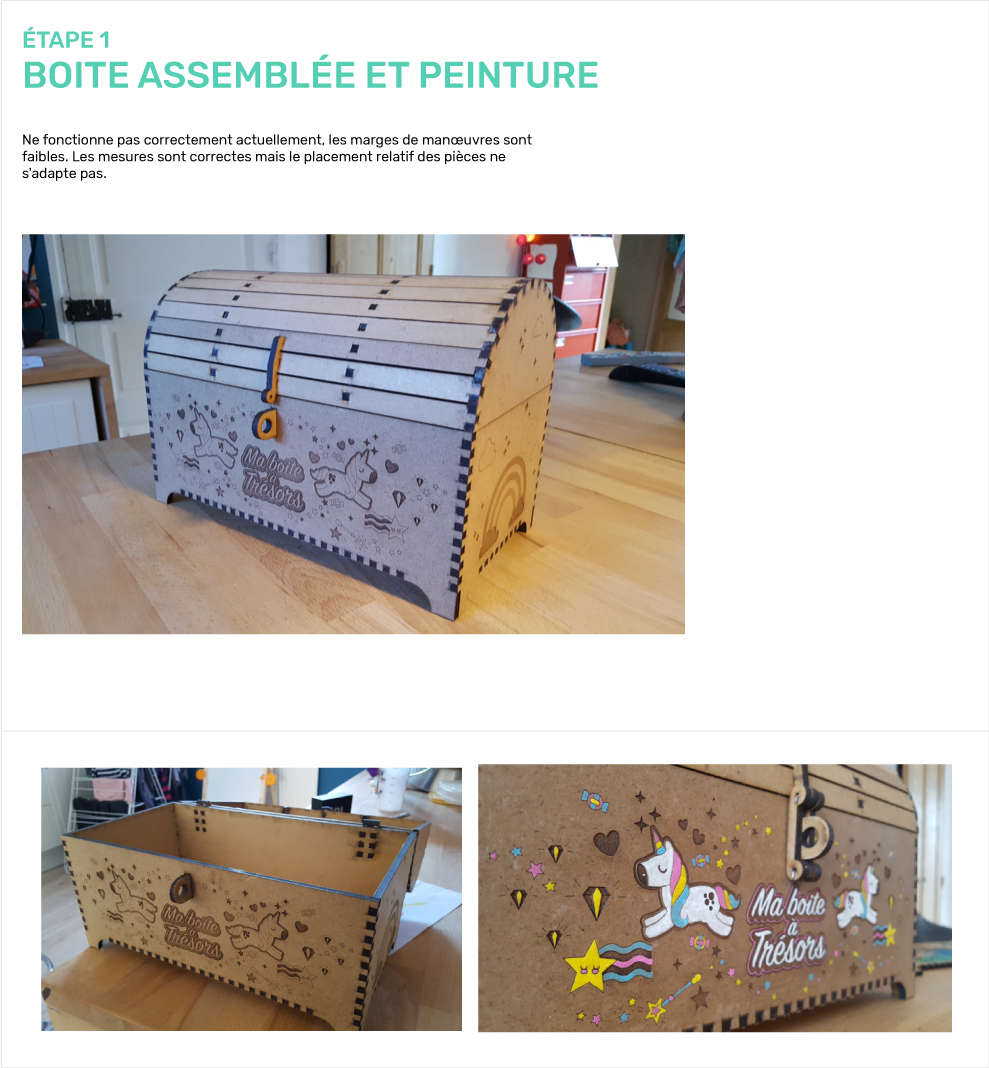 ÉTAPE 1
BOITE ASSEMBLÉE ET PEINTURE
Ne fonctionne pas correctement actuellement, les marges de manœuvres sont
faibles. Les mesures sont correctes mais le placement relatif des pièces ne
s'adapte pas.
Ma boite
à
Trésors
Ma boite
à
Trésors
Ma boite
à
Trésors